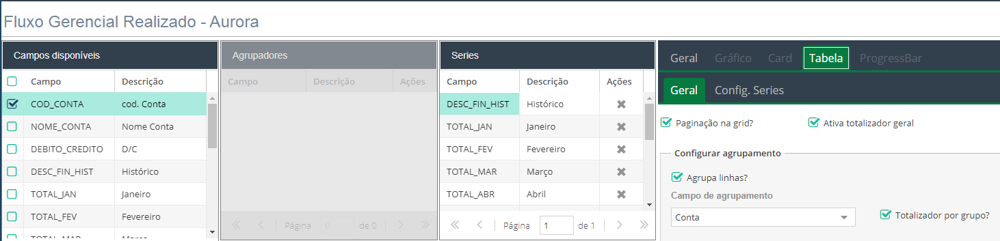 Fluxo Gerencial Realizado - Aurora
Campos disponíveis
Campo Descrição
COD_CONTA cod. Conta
NOME_CONTA Nome Conta
DEBITO_CREDITO D/C
DESC_FIN_HIST Histórico
TOTAL_JAN Janeiro
TOTAL_FEV Fevereiro
TOTAL_MAR Março
Agrupadores
Campo Descrição Ações
Página 0 de 0
Series
Campo Descrição Ações
DESC_FIN_HIST Histórico
TOTAL_JAN Janeiro
TOTAL_FEV Fevereiro
TOTAL_MAR Março
TOTAL_ABR Abril
Página 1 de 1
Geral Gráfico Card Tabela ProgressBar
Geral Config. Series
Paginação na grid? Ativa totalizador geral
Configurar agrupamento
Agrupa linhas?
Campo de agrupamento
Conta Totalizador por grupo?